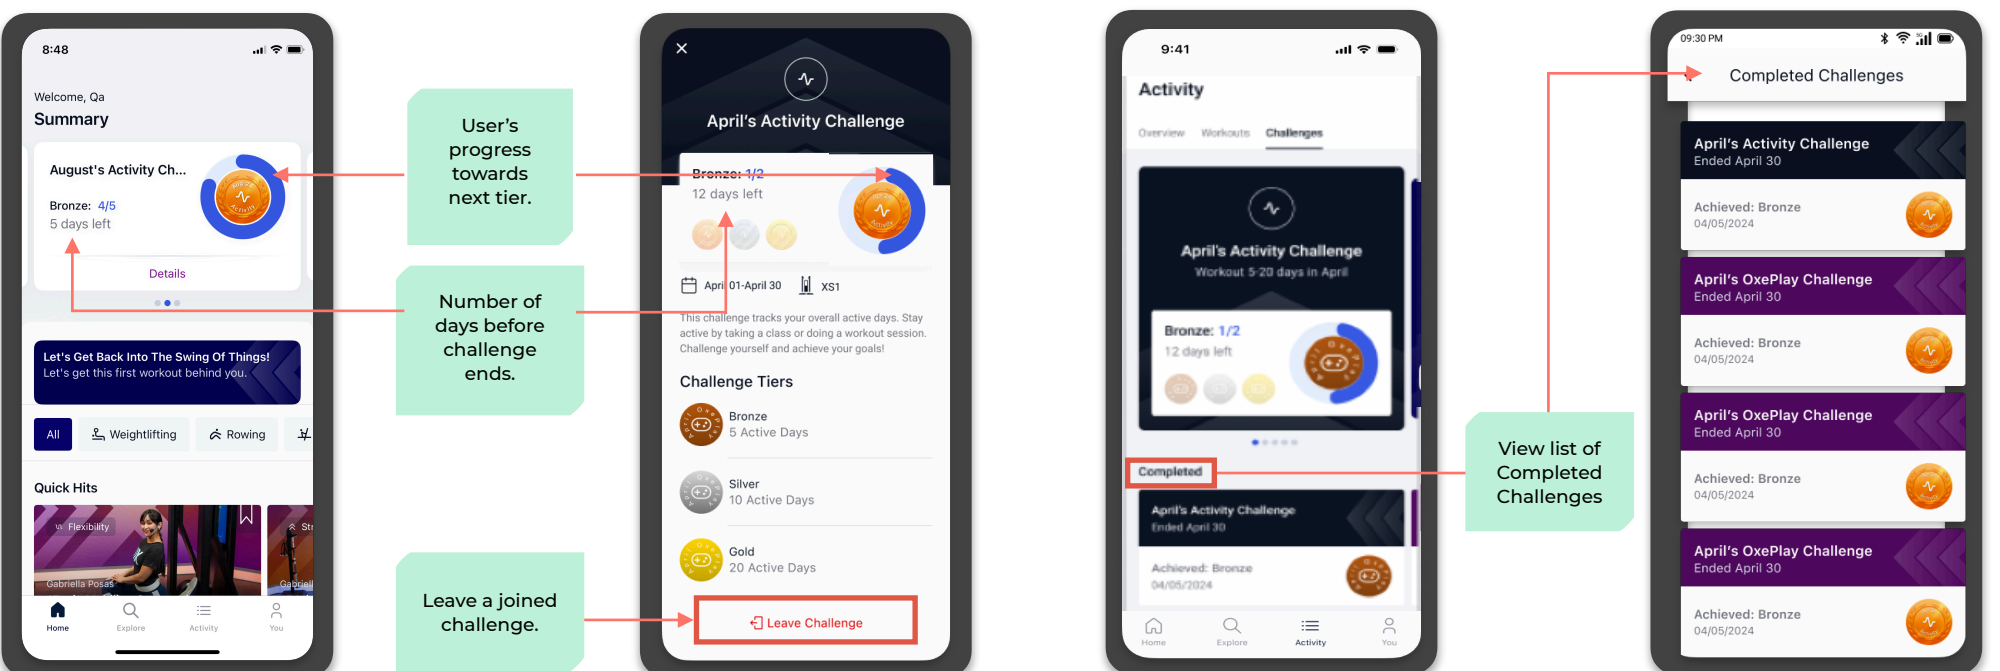 8:48
Welcome, Qa
Summary
August's Activity Ch...
Bronze: 4/5
5 days left
Details
Let's Get Back Into The Swing Of Things!
Let's get this first workout behind you.
All
Weightlifting
Rowing
Quick Hits
Flexibility
Str
Gabriella Posas
Gabriell
Home
Explore
Activity
You
User's
progress
towards
next tier.
Number of
days before
challenge
ends.
Leave a joined
challenge.
April's Activity Challenge
Bronze: 1/2
12 days left
Activity
April 01-April 30
XS1
This challenge tracks your overall active days. Stay
active by taking a class or doing a workout session.
Challenge yourself and achieve your goals!
Challenge Tiers
Bronze
5 Active Days
Silver
10 Active Days
Gold
20 Active Days
Leave Challenge
9:41
Activity
Overview
Workouts
Challenges
April's Activity Challenge
Workout 5-20 days in April
Bronze: 1/2
12 days left
Completed
April's Activity Challenge
Ended April 30
Achieved: Bronze
04/05/2024
Home
Explore
Activity
You
View list of
Completed
Challenges
09:30 PM
Completed Challenges
April's Activity Challenge
Ended April 30
Achieved: Bronze
04/05/2024
April's OxePlay Challenge
Ended April 30
Achieved: Bronze
04/05/2024
April's OxePlay Challenge
Ended April 30
Achieved: Bronze
04/05/2024
April's OxePlay Challenge
Ended April 30
Achieved: Bronze
04/05/2024